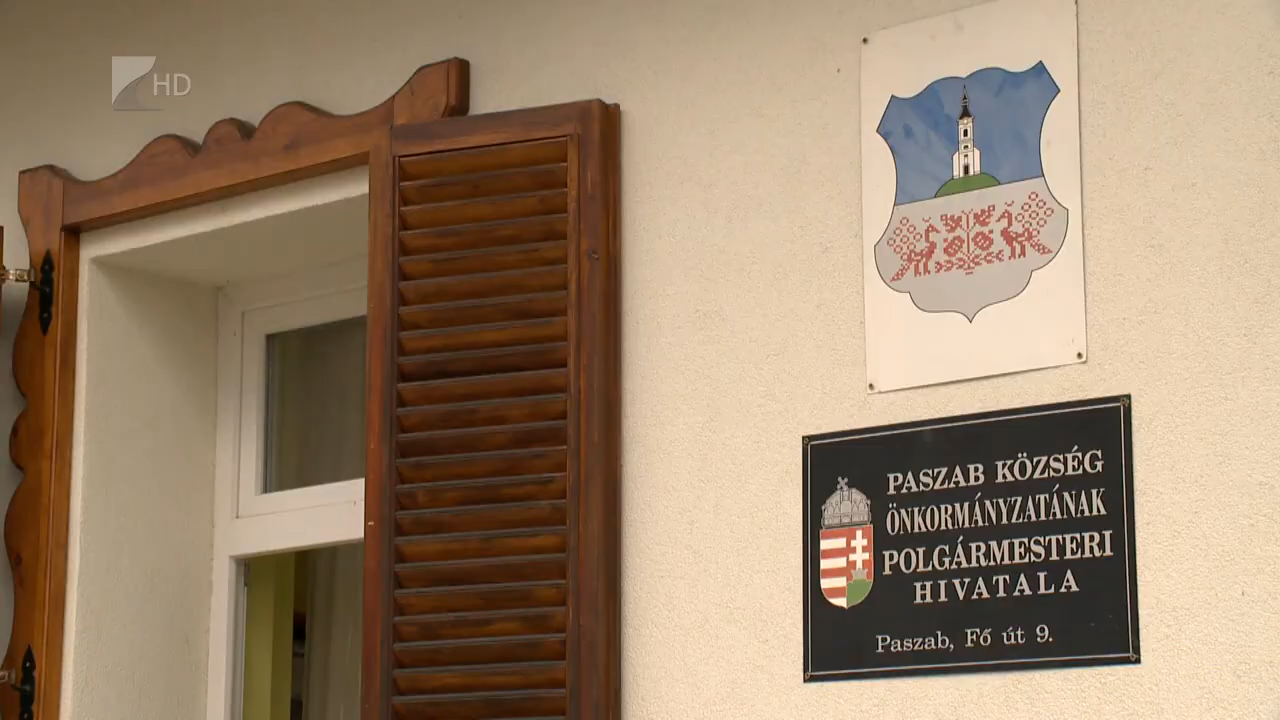 HD
PASZAB KÖZSÉG
ÖNKORMÁNYZATÁNAK
POLGÁRMESTERI
HIVATALA
Paszab, Fő út 9.